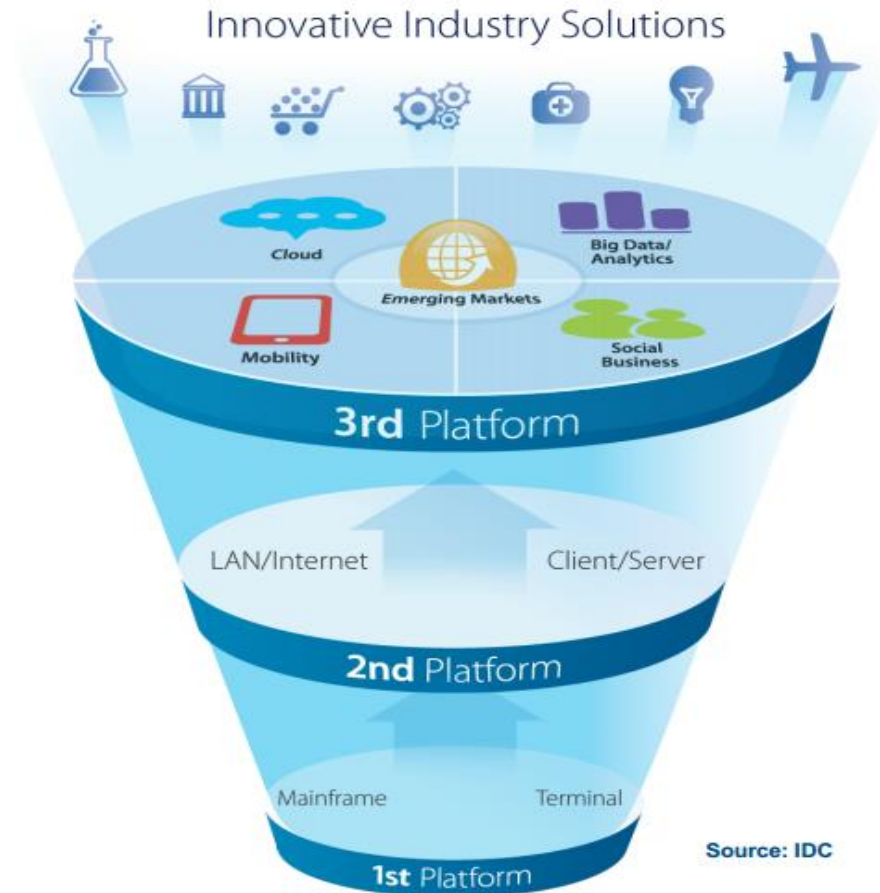 Innovative Industry Solutions
Cloud
Big Data/
Analytics
Emerging Markets
Mobility
Social
Business
3rd Platform
LAN/Internet
Client/Server
2nd Platform
Mainframe
Terminal
1st Platform
Source: IDC